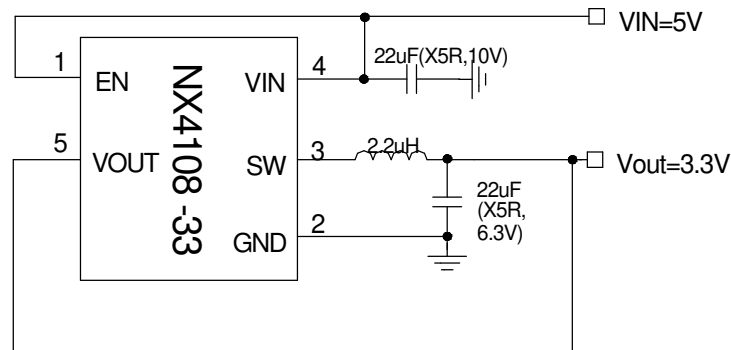 VIN=5V
22uF(X5R,10V)
1
EN
VIN
4
NX4108 -33
5
VOUT
SW
3
2.2uH
Vout=3.3V
22uF
(X5R,
6.3V)
GND
2